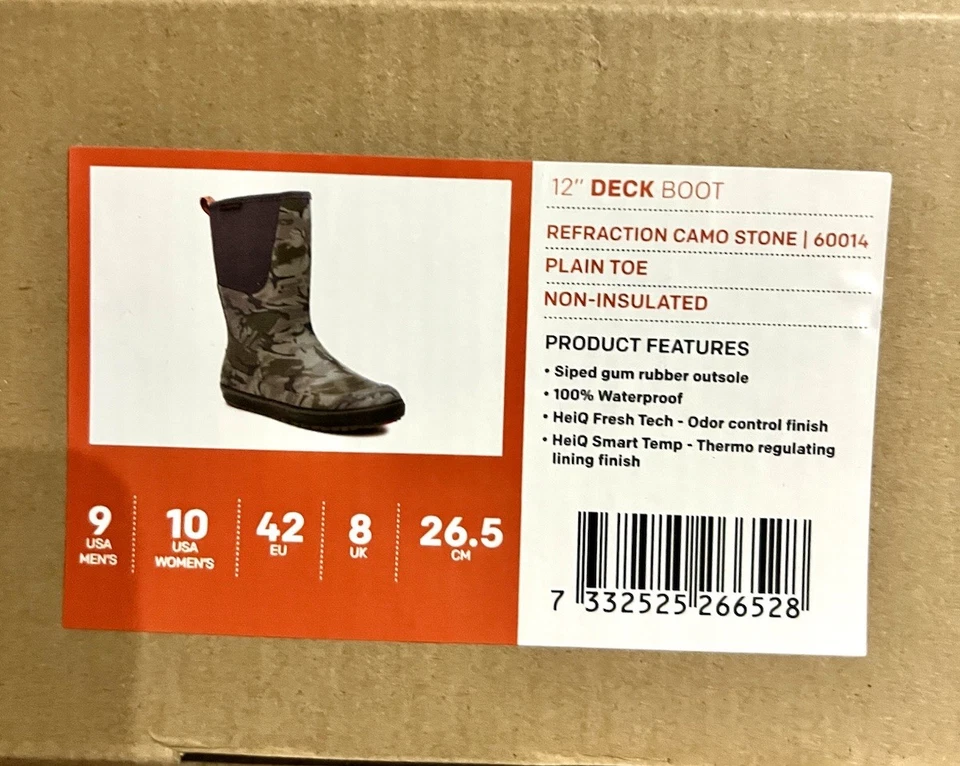 12" DECK BOOT
REFRACTION CAMO STONE | 60014
PLAIN TOE
NON-INSULATED
PRODUCT FEATURES
• Siped gum rubber outsole
• 100% Waterproof
• HeiQ Fresh Tech - Odor control finish
• HeiQ Smart Temp - Thermo regulating
lining finish
9
USA
MEN'S
10
USA
WOMEN'S
42
EU
8
UK
26.5
CM
7 332525 266528